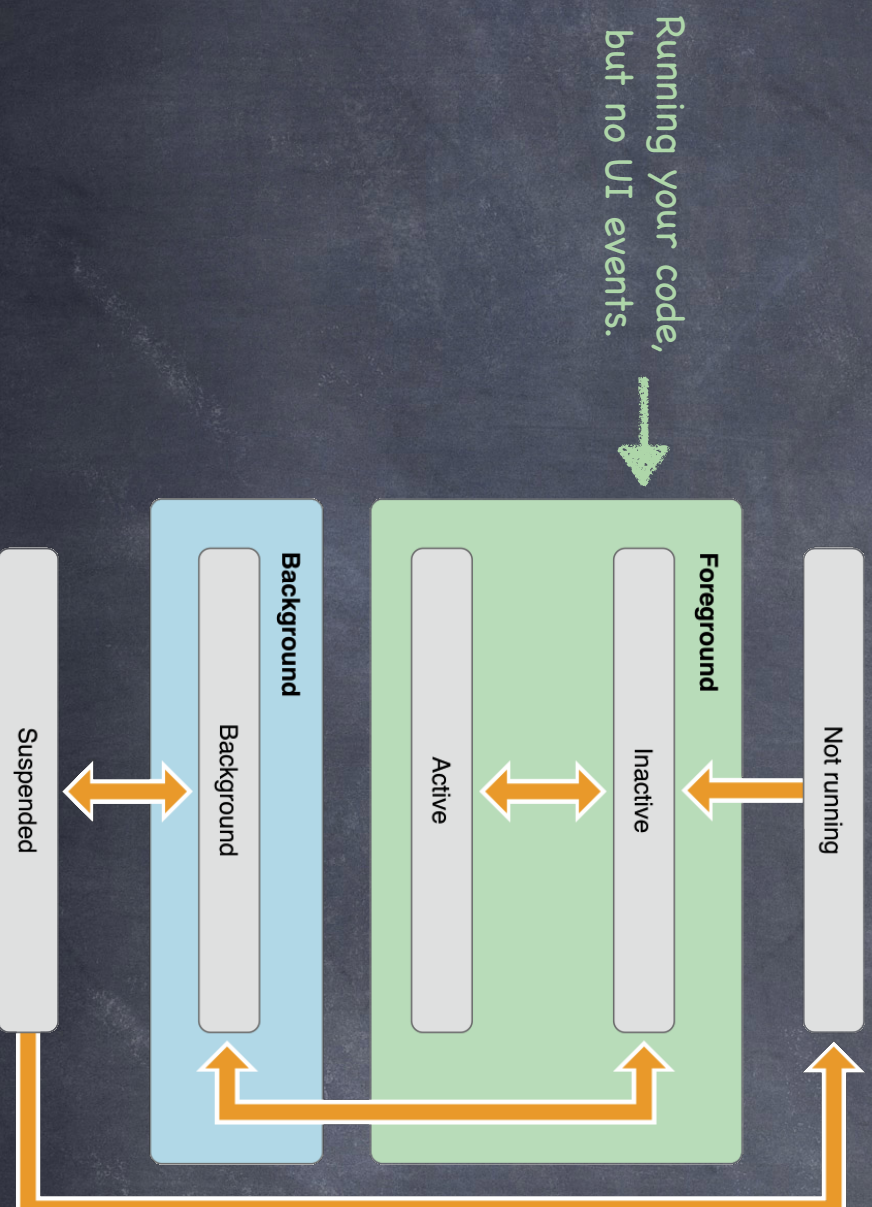 Not running
Running your code,
but no UI events.
Foreground
Inactive
Active
Background
Background
Suspended